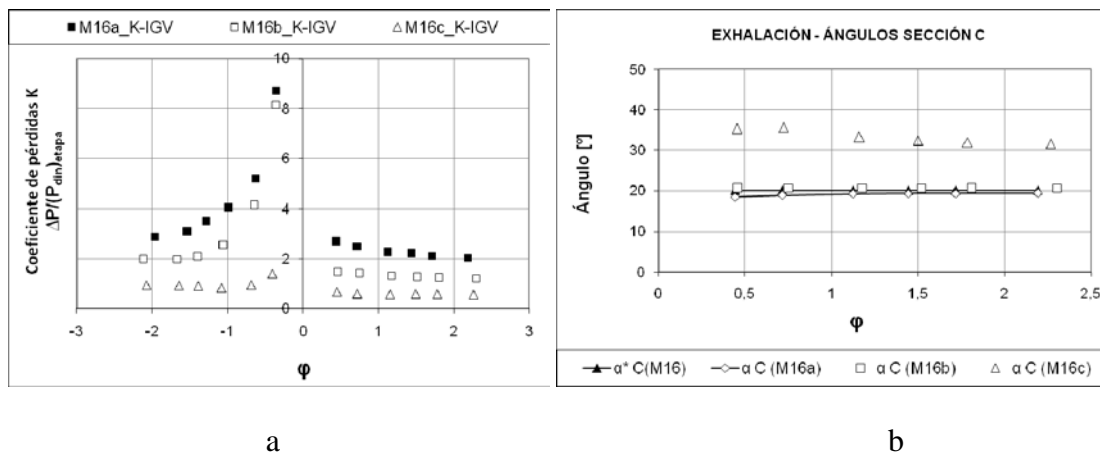 M16a_K-IGV M16b_K-IGV M16c_K-IGV
Coeficiente de pérdidas K
ΔP/(Pdin)etapa
10
8
6
4
2
0
-3 -2 -1 0 1 2 3
φ
a
EXHALACIÓN - ÁNGULOS SECCIÓN C
Ángulo [º]
50
40
30
20
10
0
0 0,5 1 1,5 2 2,5
φ
α* C(M16) α C (M16a) α C (M16b) α C (M16c)
b